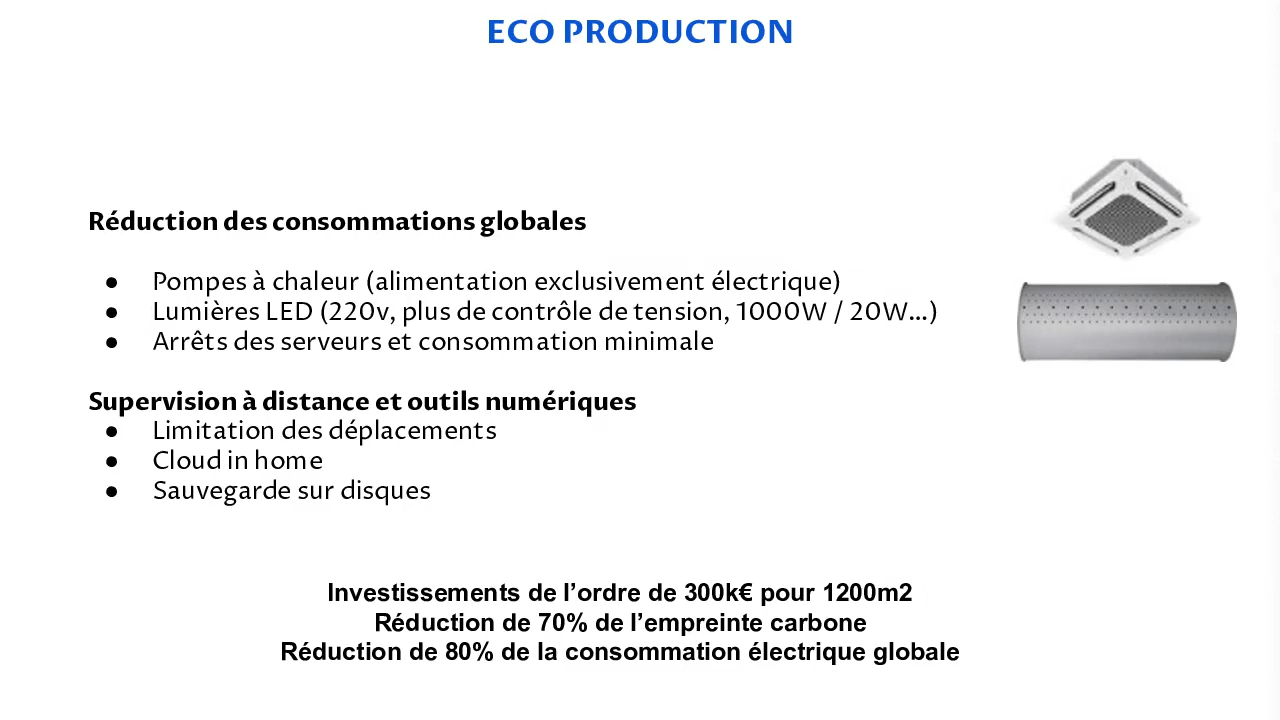 ECO PRODUCTION
Réduction des consommations globales
● Pompes à chaleur (alimentation exclusivement électrique)
● Lumières LED (220v, plus de contrôle de tension, 1000W / 20W...)
● Arrêts des serveurs et consommation minimale
Supervision à distance et outils numériques
● Limitation des déplacements
● Cloud in home
● Sauvegarde sur disques
Investissements de l’ordre de 300k€ pour 1200m2
Réduction de 70% de l’empreinte carbone
Réduction de 80% de la consommation électrique globale